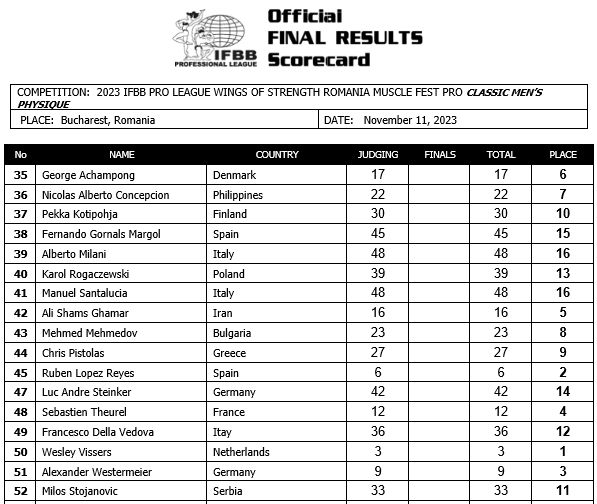 Official
FINAL RESULTS
Scorecard
IFBB
PROFESSIONAL LEAGUE
COMPETITION: 2023 IFBB PRO LEAGUE WINGS OF STRENGTH ROMANIA MUSCLE FEST PRO CLASSIC MEN'S
PHYSIQUE
PLACE: Bucharest, Romania DATE: November 11, 2023
No NAME COUNTRY JUDGING FINALS TOTAL PLACE
35 George Achampong Denmark 17 17 6
36 Nicolas Alberto Concepcion Philippines 22 22 7
37 Pekka Kotipohja Finland 30 30 10
38 Fernando Gornals Margol Spain 45 45 15
39 Alberto Milani Italy 48 48 16
40 Karol Rogaczewski Poland 39 39 13
41 Manuel Santalucia Italy 48 48 16
42 Ali Shams Ghamar Iran 16 16 5
43 Mehmed Mehmedov Bulgaria 23 23 8
44 Chris Pistolas Greece 27 27 9
45 Ruben Lopez Reyes Spain 6 6 2
47 Luc Andre Steinker Germany 42 42 14
48 Sebastien Theurel France 12 12 4
49 Francesco Della Vedova Itay 36 36 12
50 Wesley Vissers Netherlands 3 3 1
51 Alexander Westermeier Germany 9 9 3
52 Milos Stojanovic Serbia 33 33 11